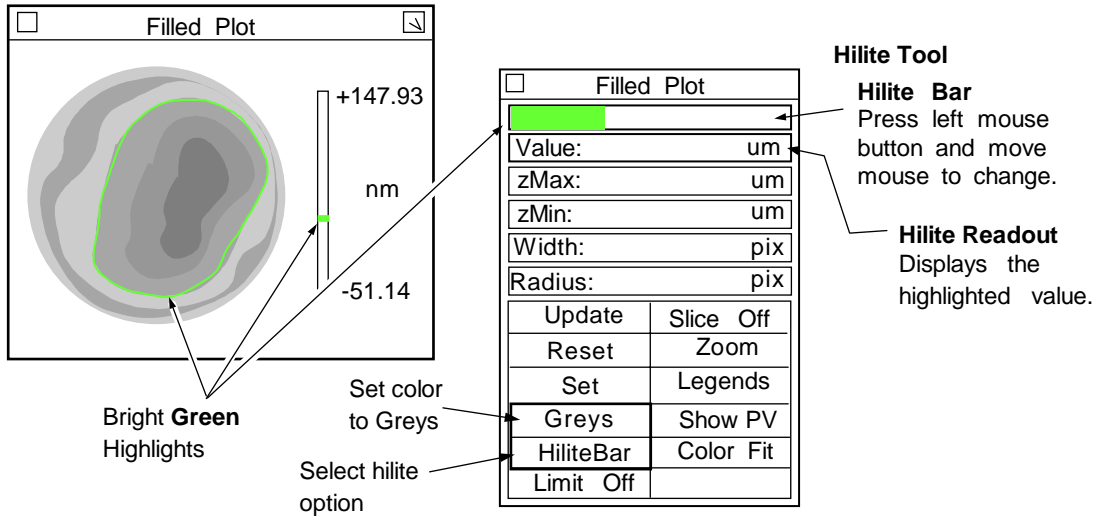 Filled Plot
+147.93
nm
-51.14
Bright Green
Highlights
Filled Plot
Value: um
zMax: um
zMin: um
Width: pix
Radius: pix
Update Slice Off
Reset Zoom
Set Legends
Greys Show PV
HiliteBar Color Fit
Limit Off
Set color
to Greys
Select hilite
option
Hilite Tool
Hilite Bar
Press left mouse
button and move
mouse to change.
Hilite Readout
Displays the
highlighted value.